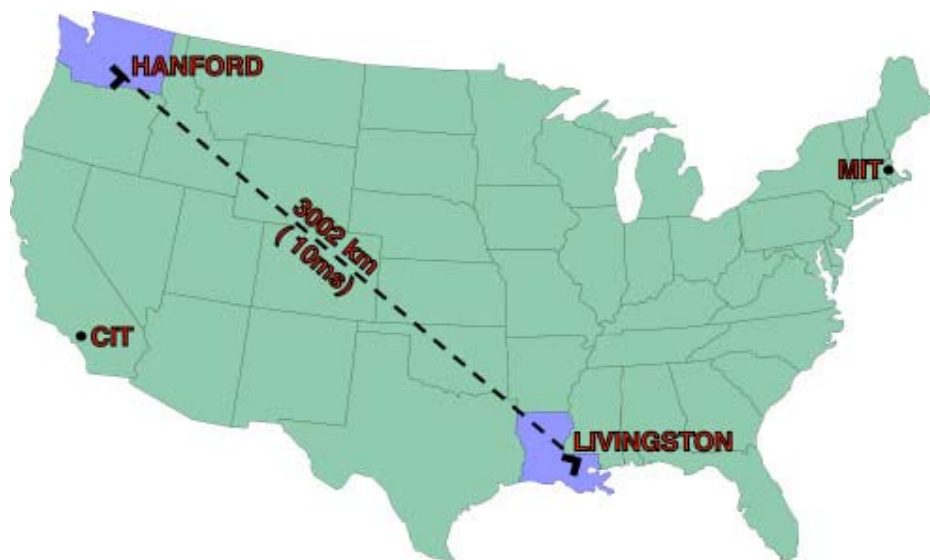 HANFORD
MIT
3002 km
( 10ms)
CIT
LIVINGSTON